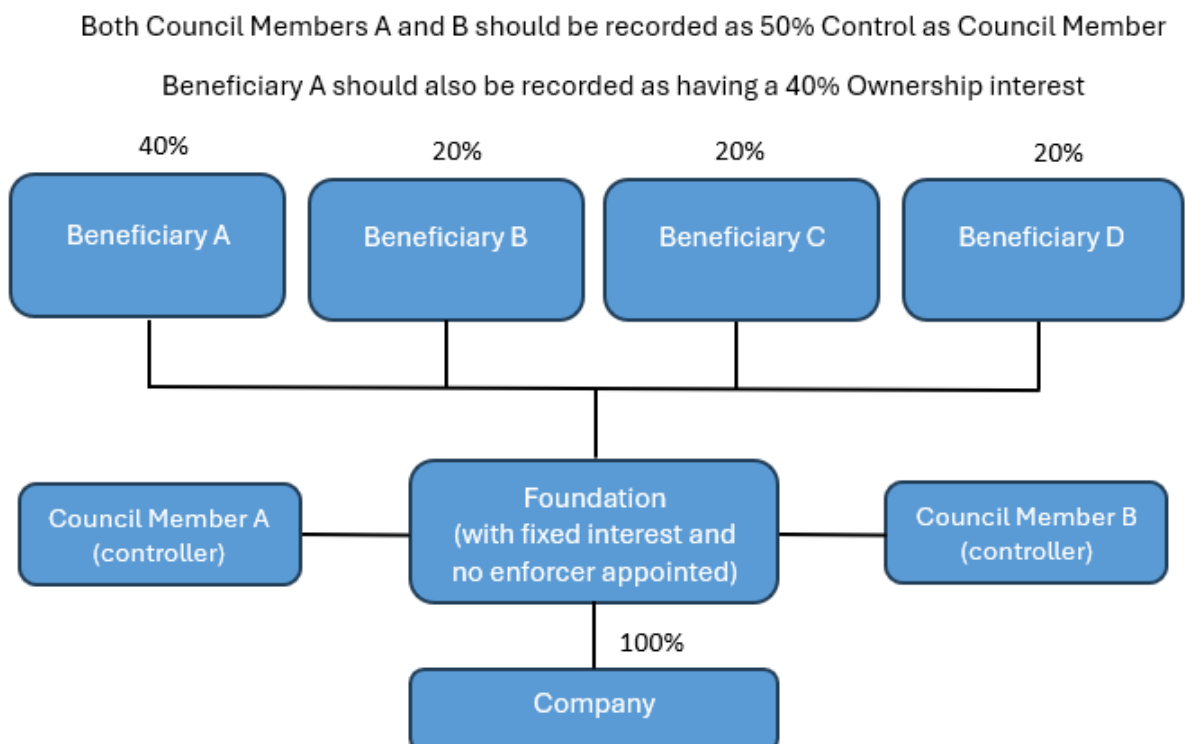 Both Council Members A and B should be recorded as 50% Control as Council Member
Beneficiary A should also be recorded as having a 40% Ownership interest
40%
20%
20%
20%
Beneficiary A
Beneficiary B
Beneficiary C
Beneficiary D
Council Member A
(controller)
Foundation
(with fixed interest and
no enforcer appointed)
Council Member B
(controller)
100%
Company